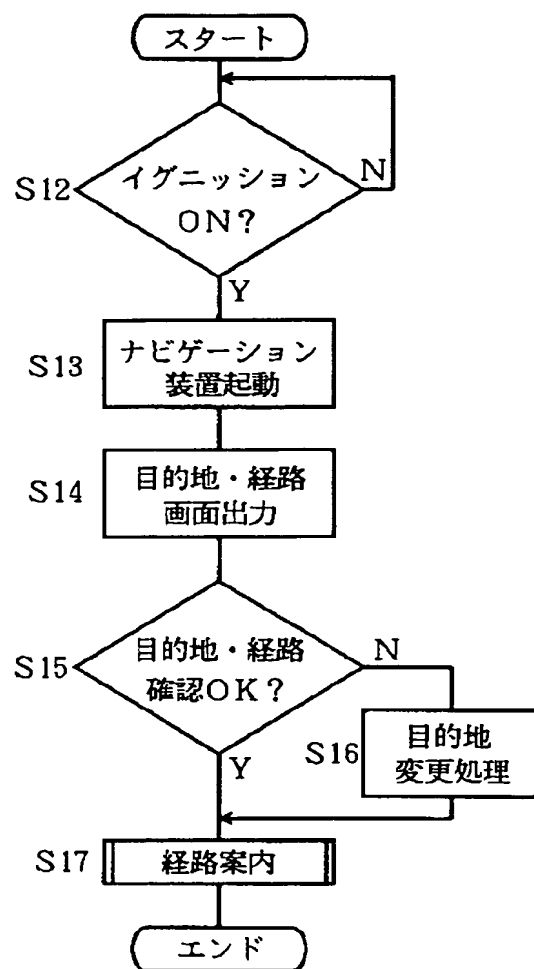 スタート
S12
イグニッション
ON?
N
Y
S13
ナビゲーション
装置起動
S14
目的地・経路
画面出力
S15
目的地・経路
確認OK?
N
Y
S16
目的地
変更処理
S17
経路案内
エンド